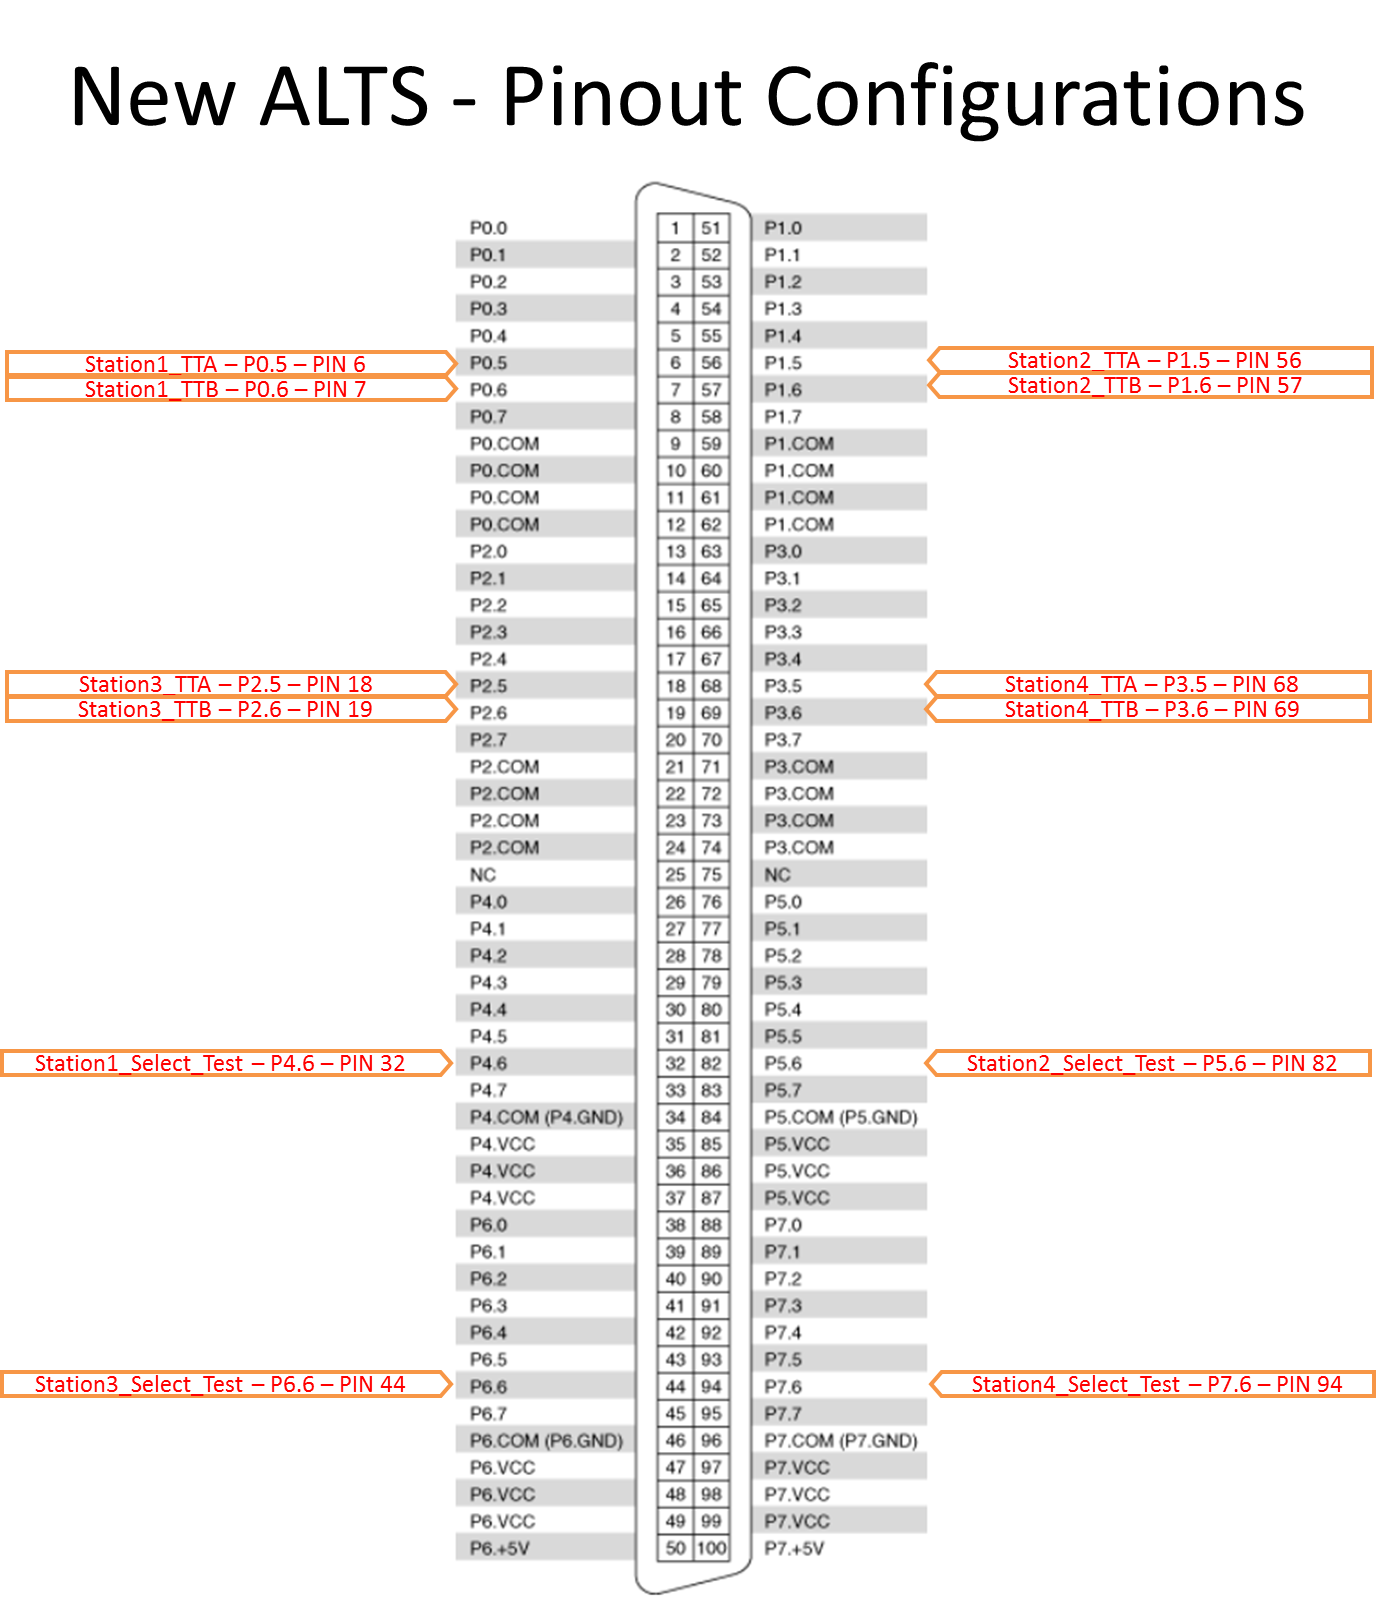 New ALTS - Pinout Configurations
P0.0 1 51 P1.0
P0.1 2 52 P1.1
P0.2 3 53 P1.2
P0.3 4 54 P1.3
P0.4 5 55 P1.4
Station1_TTA – P0.5 – PIN 6 P0.5 6 56 P1.5 Station2_TTA – P1.5 – PIN 56
Station1_TTB – P0.6 – PIN 7 P0.6 7 57 P1.6 Station2_TTB – P1.6 – PIN 57
P0.7 8 58 P1.7
P0.COM 9 59 P1.COM
P0.COM 10 60 P1.COM
P0.COM 11 61 P1.COM
P0.COM 12 62 P1.COM
P2.0 13 63 P3.0
P2.1 14 64 P3.1
P2.2 15 65 P3.2
P2.3 16 66 P3.3
P2.4 17 67 P3.4
Station3_TTA – P2.5 – PIN 18 P2.5 18 68 P3.5 Station4_TTA – P3.5 – PIN 68
Station3_TTB – P2.6 – PIN 19 P2.6 19 69 P3.6 Station4_TTB – P3.6 – PIN 69
P2.7 20 70 P3.7
P2.COM 21 71 P3.COM
P2.COM 22 72 P3.COM
P2.COM 23 73 P3.COM
P2.COM 24 74 P3.COM
NC 25 75 NC
P4.0 26 76 P5.0
P4.1 27 77 P5.1
P4.2 28 78 P5.2
P4.3 29 79 P5.3
P4.4 30 80 P5.4
P4.5 31 81 P5.5
Station1_Select_Test – P4.6 – PIN 32 P4.6 32 82 P5.6 Station2_Select_Test – P5.6 – PIN 82
P4.7 33 83 P5.7
P4.COM (P4.GND) 34 84 P5.COM (P5.GND)
P4.VCC 35 85 P5.VCC
P4.VCC 36 86 P5.VCC
P4.VCC 37 87 P5.VCC
P6.0 38 88 P7.0
P6.1 39 89 P7.1
P6.2 40 90 P7.2
P6.3 41 91 P7.3
P6.4 42 92 P7.4
P6.5 43 93 P7.5
Station3_Select_Test – P6.6 – PIN 44 P6.6 44 94 P7.6 Station4_Select_Test – P7.6 – PIN 94
P6.7 45 95 P7.7
P6.COM (P6.GND) 46 96 P7.COM (P7.GND)
P6.VCC 47 97 P7.VCC
P6.VCC 48 98 P7.VCC
P6.VCC 49 99 P7.VCC
P6.+5V 50 100 P7.+5V